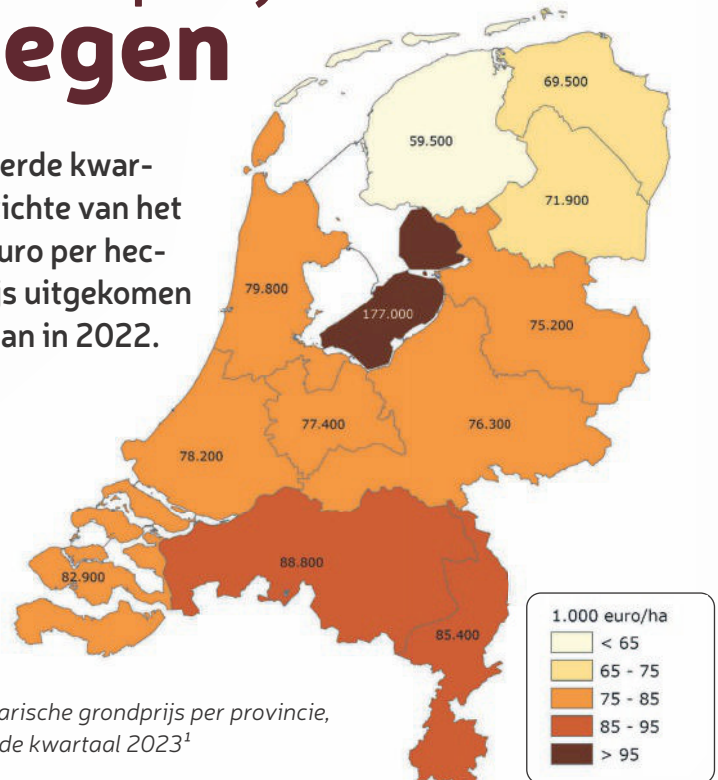 egen
erde kwar-
ichte van het
uro per hec-
js uitgekomen
an in 2022.
69.500
59.500
71.900
79.800
177.000
75.200
77.400
76.300
78.200
88.800
82.900
85.400
1.000 euro/ha
< 65
65 - 75
75 - 85
85 - 95
> 95
arische grondprijs per provincie,
de kwartaal 2023¹